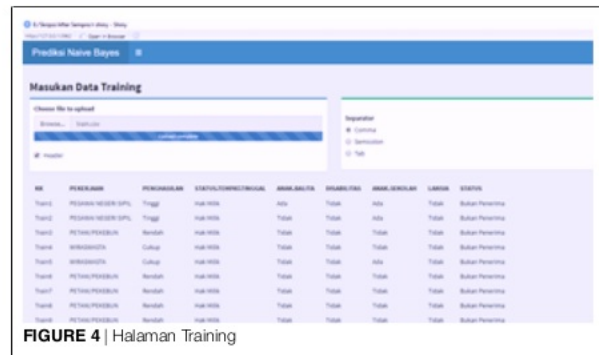 Prediksi Naive Bayes
Masukan Data Training
Choose file to upload
Browse...
Header
Separator
Comma
Semicolon
Tab
KK PEKERJAAN PENGHASILAN STATUS.TEMPAT.TINGGAL ANAK.BALITA DISABILITAS ANAK.SEKOLAH LANSIA STATUS
Train1 PEGAWAI NEGERI SIPIL Tinggi Hak Milik Ada Tidak Ada Tidak Bukan Penerima
Train2 PEGAWAI NEGERI SIPIL Tinggi Hak Milik Tidak Tidak Ada Tidak Bukan Penerima
Train3 PETANI/PEKEBUN Rendah Hak Milik Tidak Tidak Tidak Tidak Bukan Penerima
Train4 WIRASWASTA Cukup Hak Milik Tidak Tidak Tidak Tidak Bukan Penerima
Train5 WIRASWASTA Cukup Hak Milik Tidak Tidak Ada Tidak Bukan Penerima
Train6 PETANI/PEKEBUN Rendah Hak Milik Tidak Tidak Tidak Tidak Bukan Penerima
Train7 PETANI/PEKEBUN Rendah Hak Milik Tidak Tidak Tidak Tidak Bukan Penerima
Train8 PETANI/PEKEBUN Rendah Hak Milik Tidak Tidak Tidak Tidak Bukan Penerima
FIGURE 4 | Halaman Training